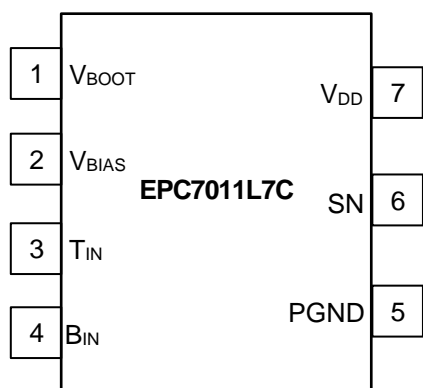 1 VBOOT
VDD 7
2 VBIAS
EPC7011L7C
SN 6
3 TIN
PGND 5
4 BIN